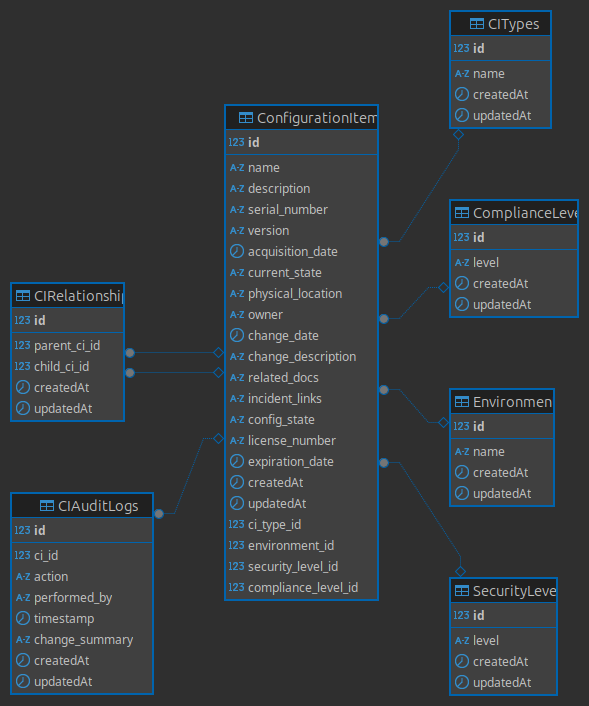 CITypes
123 id
A-Z name
createdAt
updatedAt
ConfigurationItem
123 id
A-Z name
A-Z description
A-Z serial_number
A-Z version
acquisition_date
A-Z current_state
A-Z physical_location
A-Z owner
change_date
A-Z change_description
A-Z related_docs
A-Z incident_links
A-Z config_state
A-Z license_number
expiration_date
createdAt
updatedAt
123 ci_type_id
123 environment_id
123 security_level_id
123 compliance_level_id
ComplianceLeve
123 id
A-Z level
createdAt
updatedAt
CIRelationship
123 id
123 parent_ci_id
123 child_ci_id
createdAt
updatedAt
Environmen
123 id
A-Z name
createdAt
updatedAt
CIAuditLogs
123 id
123 ci_id
A-Z action
A-Z performed_by
timestamp
A-Z change_summary
createdAt
updatedAt
SecurityLeve
123 id
A-Z level
createdAt
updatedAt